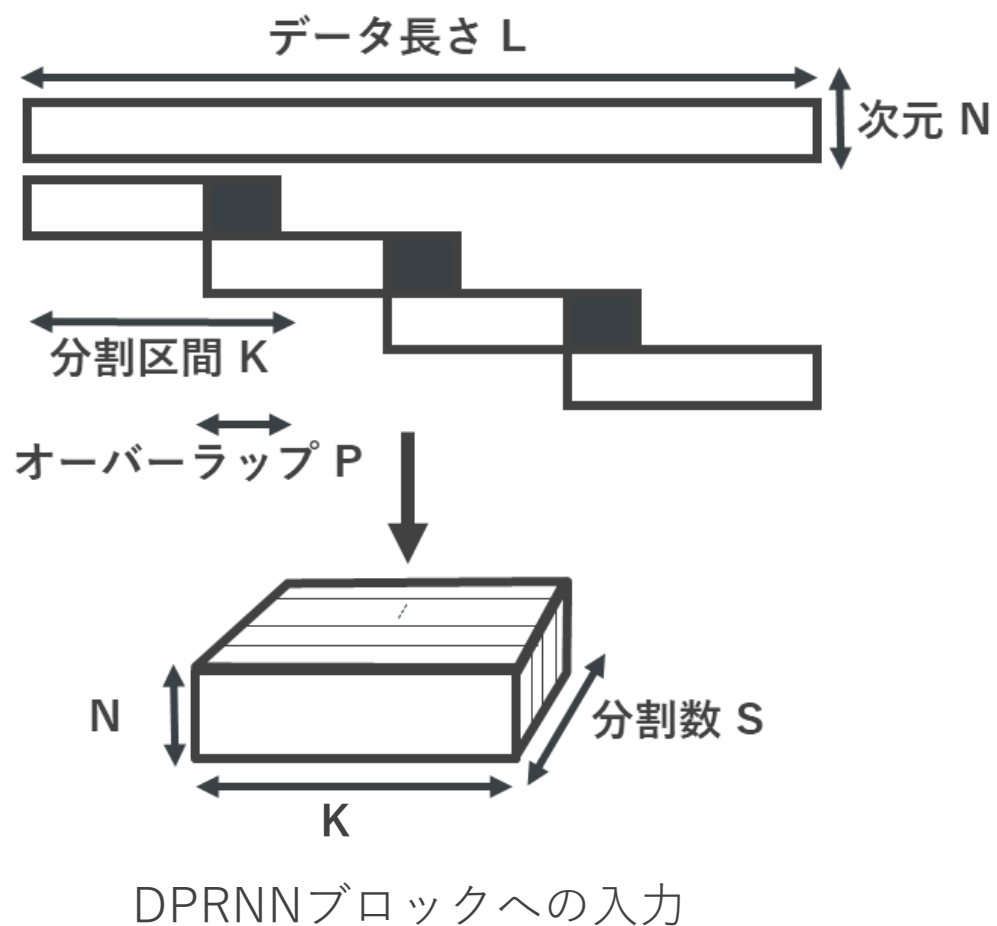 データ長さ L
次元 N
分割区間 K
オーバーラップ P
N
分割数 S
K
DPRNNブロックへの入力